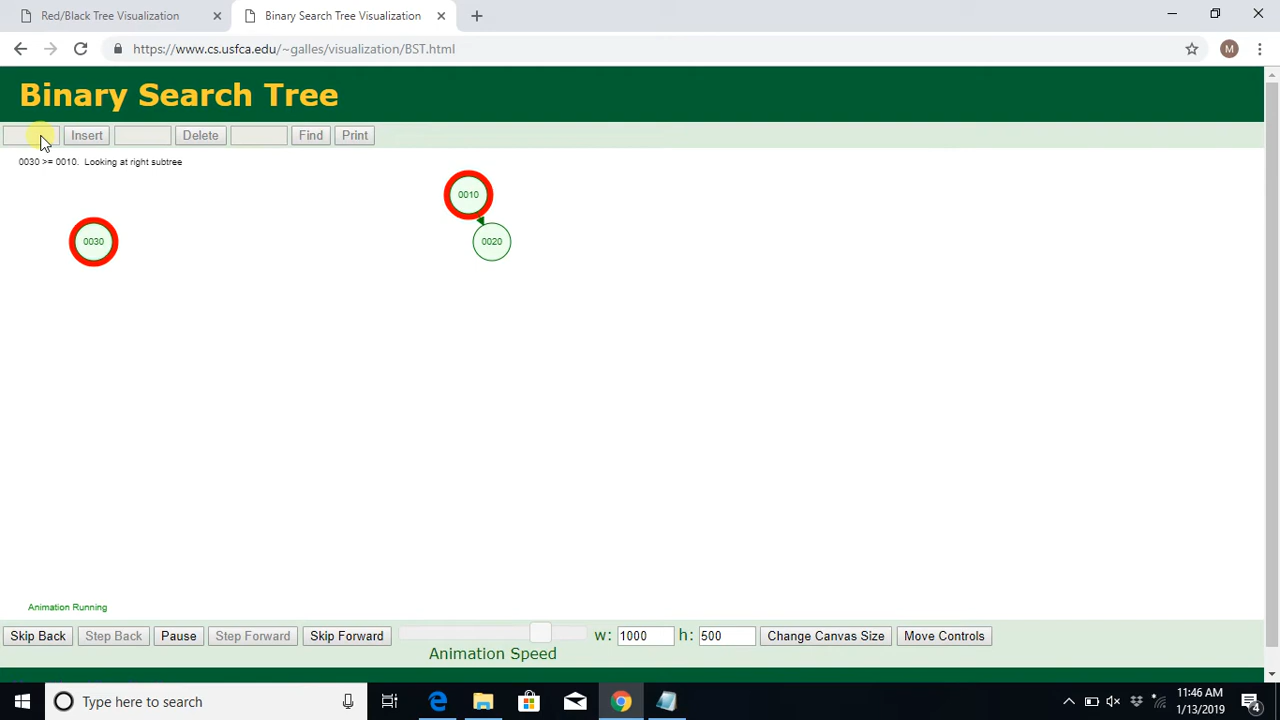 Red/Black Tree Visualization
Binary Search Tree Visualization
https://www.cs.usfca.edu/~galles/visualization/BST.html
M
Binary Search Tree
Insert Delete Find Print
0030 >= 0010. Looking at right subtree
0010
0030
0020
Animation Running
Skip Back Step Back Pause Step Forward Skip Forward w: 1000 h: 500 Change Canvas Size Move Controls
Animation Speed
Type here to search
11:46 AM
1/13/2019
4